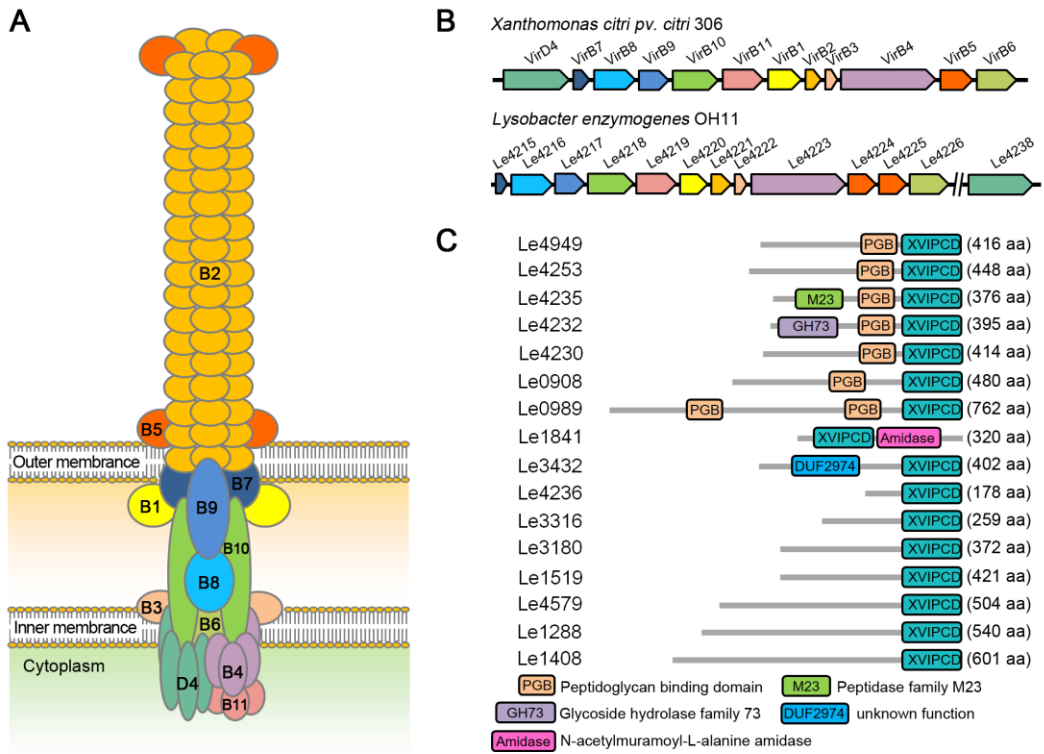 A
B2
B5
Outer membrance
B7
B1
B9
B10
B8
B3
B6
Inner membrance
Cytoplasm
D4
B4
B11
B
Xanthomonas citri pv. citri 306
VirD4 VirB7 VirB8 VirB9 VirB10 VirB11 VirB1 VirB2 VirB3 VirB4 VirB5 VirB6
Lysobacter enzymogenes OH11
Le4215 Le4216 Le4217 Le4218 Le4219 Le4220 Le4221 Le4222 Le4223 Le4224 Le4225 Le4226 Le4238
C
Le4949 PGB XVIPCD (416 aa)
Le4253 PGB XVIPCD (448 aa)
Le4235 M23 PGB XVIPCD (376 aa)
Le4232 GH73 PGB XVIPCD (395 aa)
Le4230 PGB XVIPCD (414 aa)
Le0908 PGB XVIPCD (480 aa)
Le0989 PGB PGB XVIPCD (762 aa)
Le1841 XVIPCD Amidase (320 aa)
Le3432 DUF2974 XVIPCD (402 aa)
Le4236 XVIPCD (178 aa)
Le3316 XVIPCD (259 aa)
Le3180 XVIPCD (372 aa)
Le1519 XVIPCD (421 aa)
Le4579 XVIPCD (504 aa)
Le1288 XVIPCD (540 aa)
Le1408 XVIPCD (601 aa)
PGB Peptidoglycan binding domain M23 Peptidase family M23
GH73 Glycoside hydrolase family 73 DUF2974 unknown function
Amidase N-acetylmuramoyl-L-alanine amidase